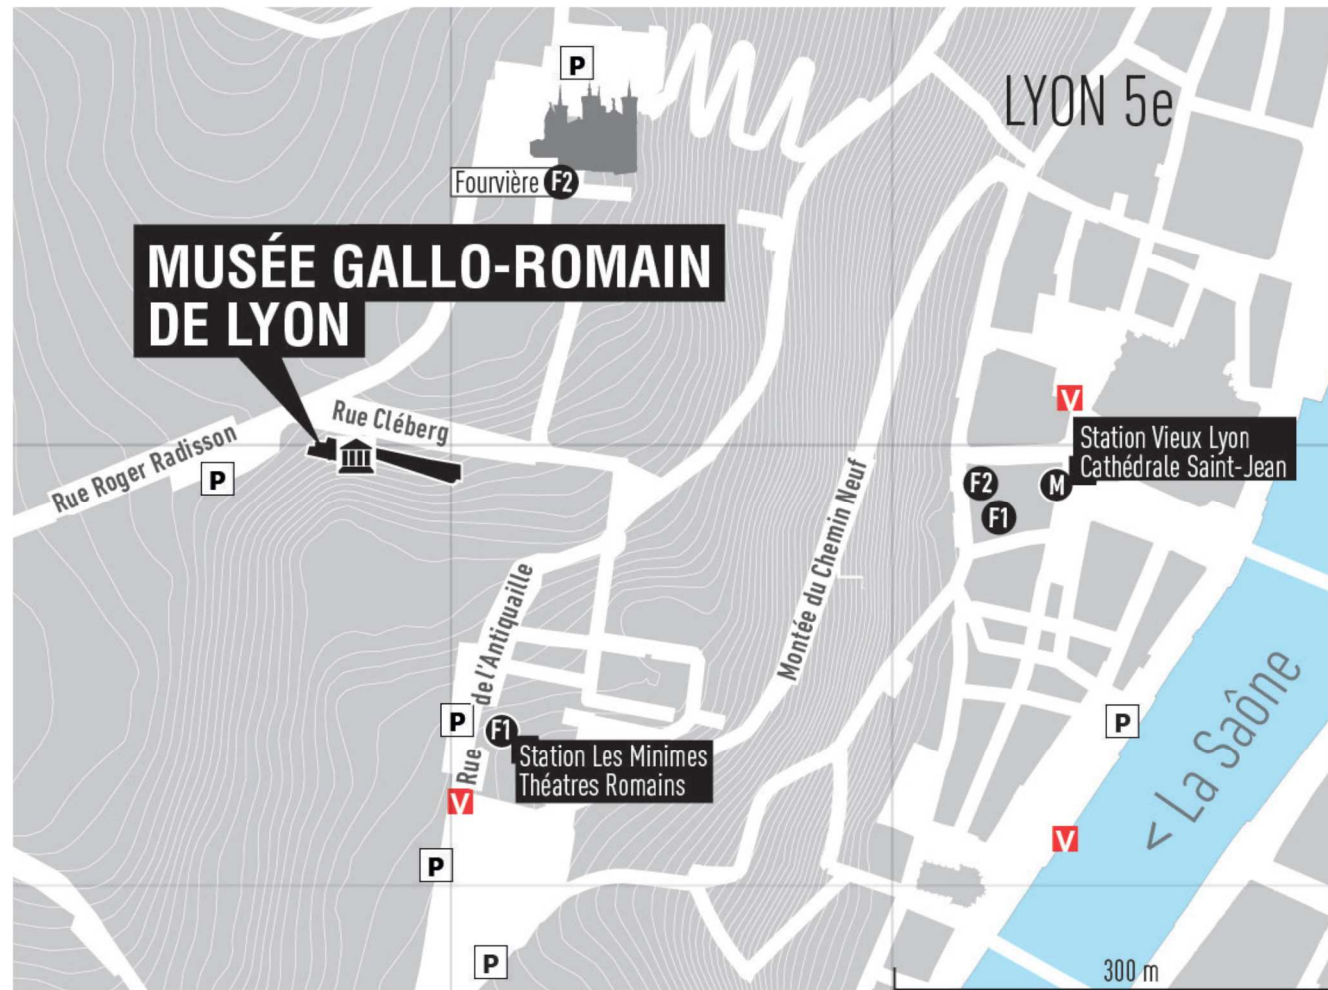 P
LYON 5e
Fourvière F2
MUSÉE GALLO-ROMAIN
DE LYON
V
Rue Cléberg
Rue Roger Radisson
P
Station Vieux Lyon
Cathédrale Saint-Jean
F2
M
F1
Montée du Chemin Neuf
Rue de l'Antiquaille
P
F1
Station Les Minimes
Théatres Romains
V
P
P
P
V
< La Saône
300 m